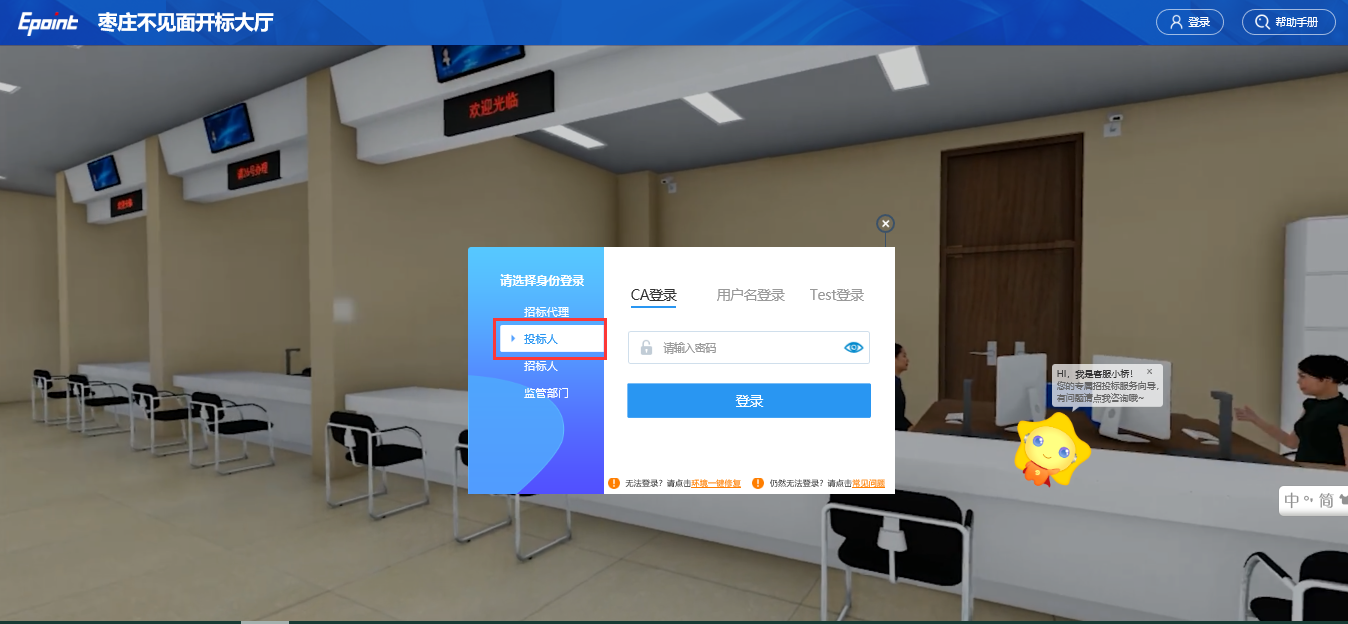 Epoint 枣庄不见面开标大厅
登录
帮助手册
欢迎光临
请选择身份登录
招标代理
投标人
招标人
监管部门
CA登录 用户名登录 Test登录
请输入密码
登录
无法登录？请点击环境一键修复
仍然无法登录？请点击常见问题
HI，我是客服小桥！
您的专属招投标服务向导，
有问题请点我咨询哦~
中 简